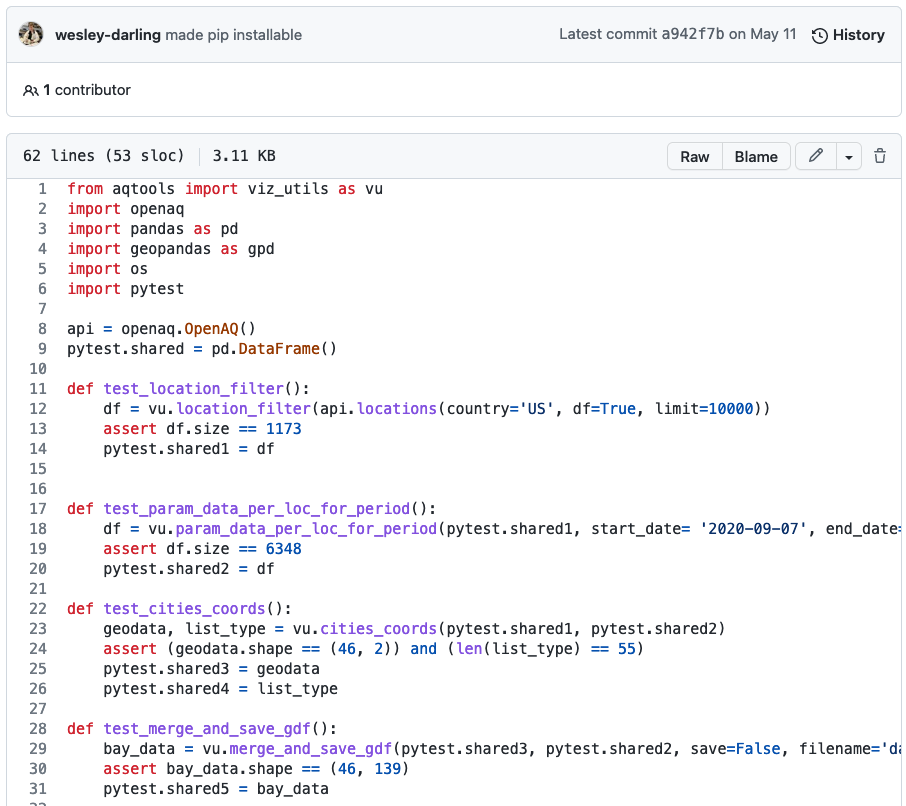 wesley-darling made pip installable Latest commit a942f7b on May 11 History
1 contributor
62 lines (53 sloc) 3.11 KB Raw Blame
1 from aqtools import viz_utils as vu
2 import openaq
3 import pandas as pd
4 import geopandas as gpd
5 import os
6 import pytest
7
8 api = openaq.OpenAQ()
9 pytest.shared = pd.DataFrame()
10
11 def test_location_filter():
12     df = vu.location_filter(api.locations(country='US', df=True, limit=10000))
13     assert df.size == 1173
14     pytest.shared1 = df
15
16
17 def test_param_data_per_loc_for_period():
18     df = vu.param_data_per_loc_for_period(pytest.shared1, start_date= '2020-09-07', end_date=
19     assert df.size == 6348
20     pytest.shared2 = df
21
22 def test_cities_coords():
23     geodata, list_type = vu.cities_coords(pytest.shared1, pytest.shared2)
24     assert (geodata.shape == (46, 2)) and (len(list_type) == 55)
25     pytest.shared3 = geodata
26     pytest.shared4 = list_type
27
28 def test_merge_and_save_gdf():
29     bay_data = vu.merge_and_save_gdf(pytest.shared3, pytest.shared2, save=False, filename='da
30     assert bay_data.shape == (46, 139)
31     pytest.shared5 = bay_data